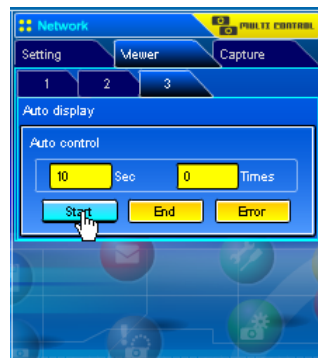 Network MULTI CONTROL
Setting Viewer Capture
1 2 3
Auto display
Auto control
10 Sec 0 Times
Start End Error